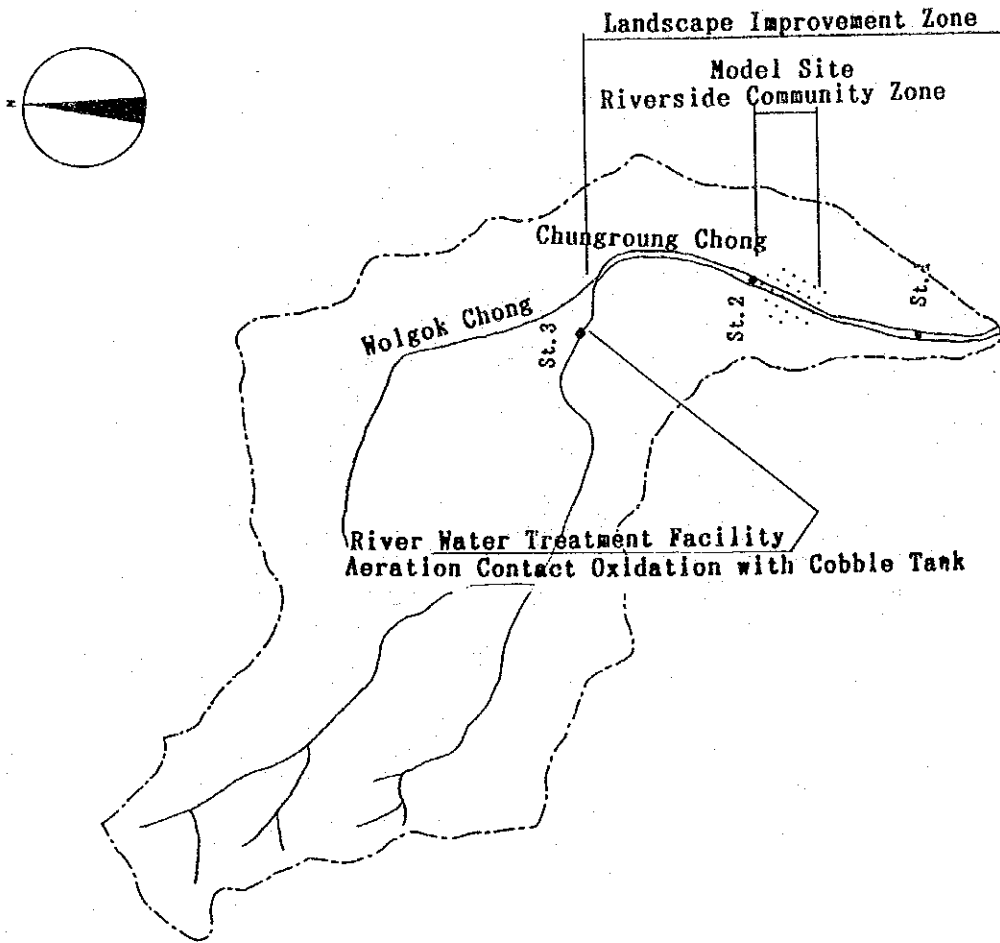 Landscape Improvement Zone
Model Site
Riverside Community Zone
N
Chungroung Chong
Wolgok Chong
St.3
St.2
River Water Treatment Facility
Aeration Contact Oxidation with Cobble Tank